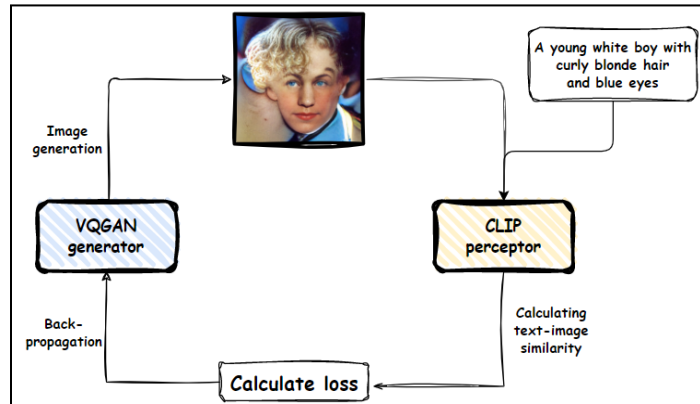 A young white boy with
curly blonde hair
and blue eyes
Image
generation
VQGAN
generator
CLIP
perceptor
Back-
propagation
Calculating
text-image
similarity
Calculate loss